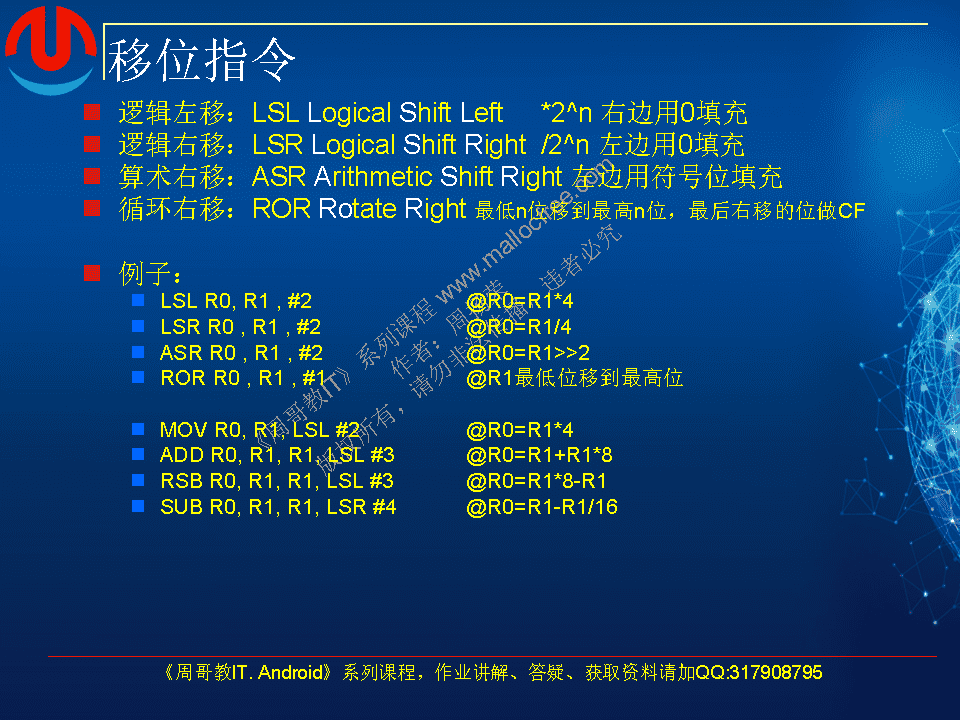 移位指令
逻辑左移：LSL Logical Shift Left *2^n 右边用0填充
逻辑右移：LSR Logical Shift Right /2^n 左边用0填充
算术右移：ASR Arithmetic Shift Right 左边用符号位填充
循环右移：ROR Rotate Right 最低n位移到最高n位，最后右移的位做CF
例子：
LSL R0, R1 , #2 @R0=R1*4
LSR R0 , R1 , #2 @R0=R1/4
ASR R0 , R1 , #2 @R0=R1>>2
ROR R0 , R1 , #1 @R1最低位移到最高位
MOV R0, R1, LSL #2 @R0=R1*4
ADD R0, R1, R1, LSL #3 @R0=R1+R1*8
RSB R0, R1, R1, LSL #3 @R0=R1*8-R1
SUB R0, R1, R1, LSR #4 @R0=R1-R1/16
《周哥教IT》系列课程 www.mallocfree.com
作者：周
版权所有，请勿非法传播，违者必究
《周哥教IT. Android》系列课程，作业讲解、答疑、获取资料请加QQ:317908795